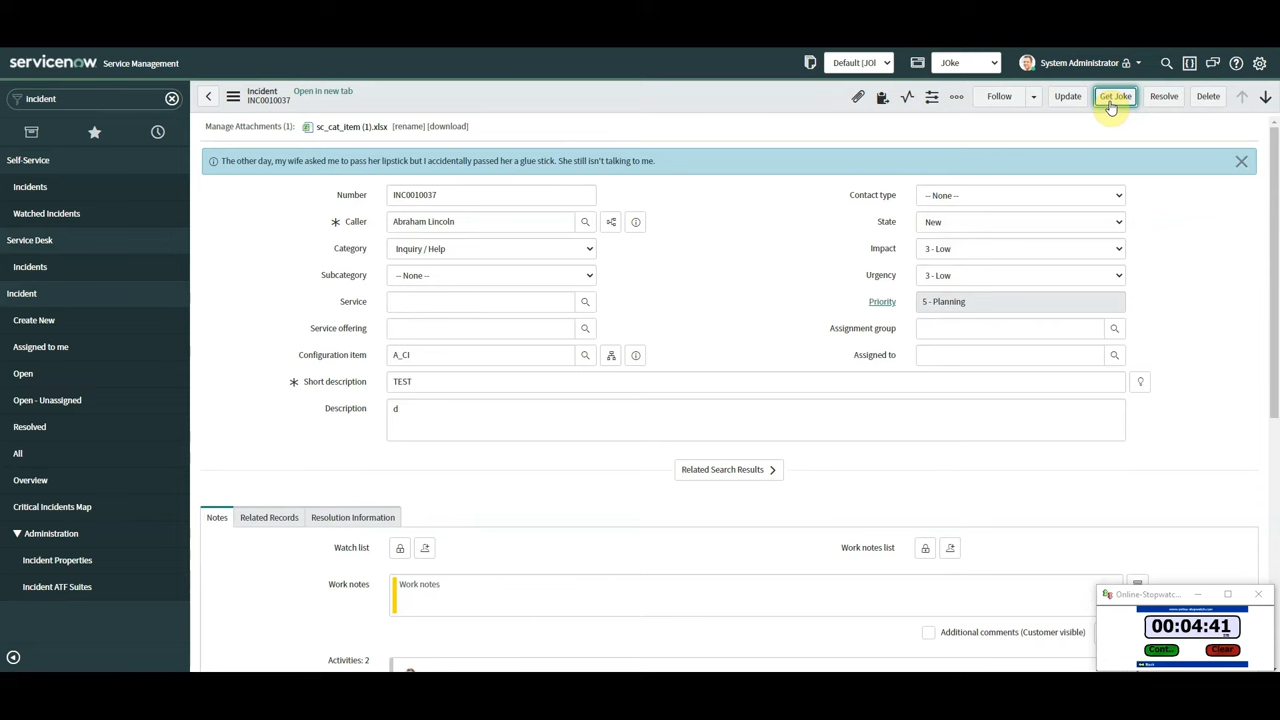 servicenow Service Management
Default [JOl
JOke
System Administrator
Incident
Incident
INC0010037
Open in new tab
Follow
Update
Get Joke
Resolve
Delete
Manage Attachments (1):
sc_cat_item (1).xlsx [rename] [download]
The other day, my wife asked me to pass her lipstick but I accidentally passed her a glue stick. She still isn't talking to me.
Self-Service
Incidents
Watched Incidents
Service Desk
Incidents
Incident
Create New
Assigned to me
Open
Open - Unassigned
Resolved
All
Overview
Critical Incidents Map
Administration
Incident Properties
Incident ATF Suites
Number INC0010037
Caller Abraham Lincoln
Category Inquiry / Help
Subcategory -- None --
Service
Service offering
Configuration item A_CI
Short description TEST
Description d
Contact type -- None --
State New
Impact 3 - Low
Urgency 3 - Low
Priority 5 - Planning
Assignment group
Assigned to
Related Search Results
Notes
Related Records
Resolution Information
Watch list
Work notes list
Work notes Work notes
Additional comments (Customer visible)
Activities: 2
Online-Stopwatc...
00:04:41
Cont..
Clear
Back